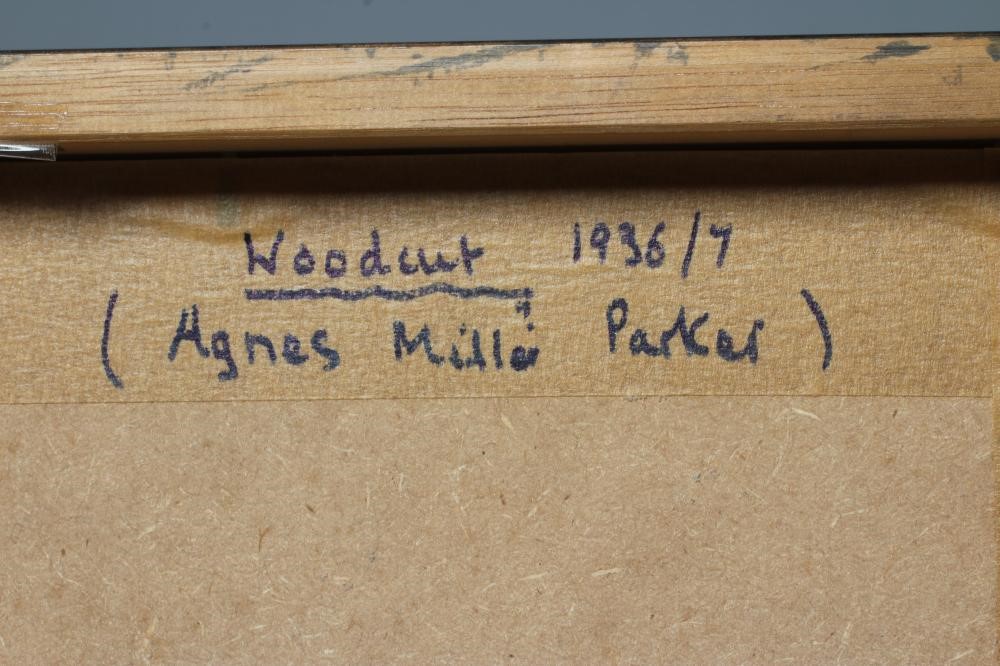 Woodcut 1936/7
(Agnes Miller Parker)